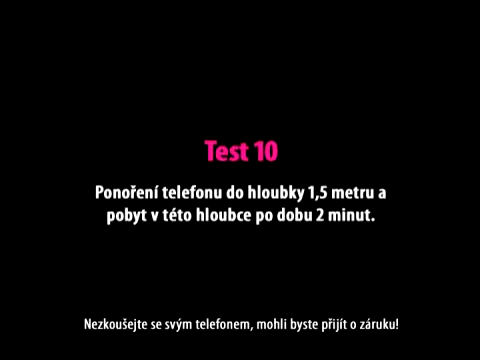 Test 10
Ponoření telefonu do hloubky 1,5 metru a
pobyt v této hloubce po dobu 2 minut.
Nezkoušejte se svým telefonem, mohli byste přijít o záruku!